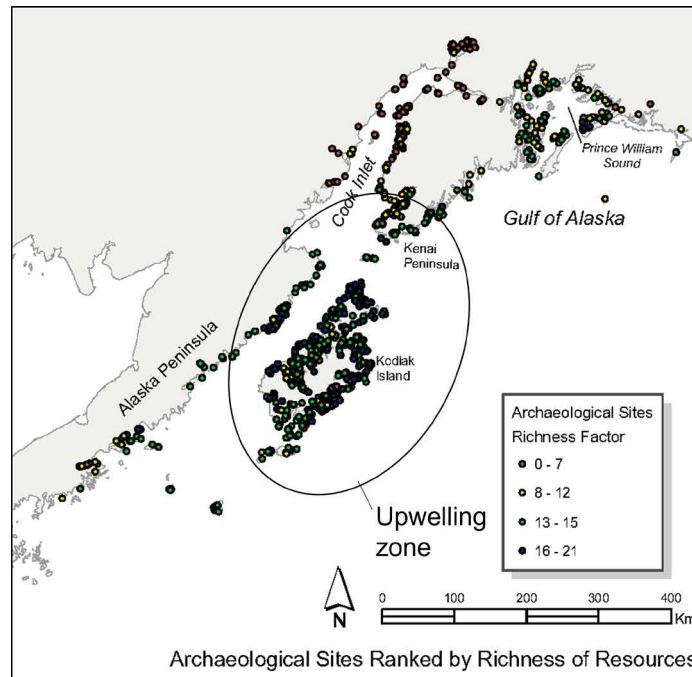 Prince William
Sound
Cook Inlet
Gulf of Alaska
Kenai
Peninsula
Alaska Peninsula
Kodiak
Island
Archaeological Sites
Richness Factor
0 - 7
8 - 12
13 - 15
16 - 21
Upwelling
zone
N
0 100 200 300 400
Km
Archaeological Sites Ranked by Richness of Resources